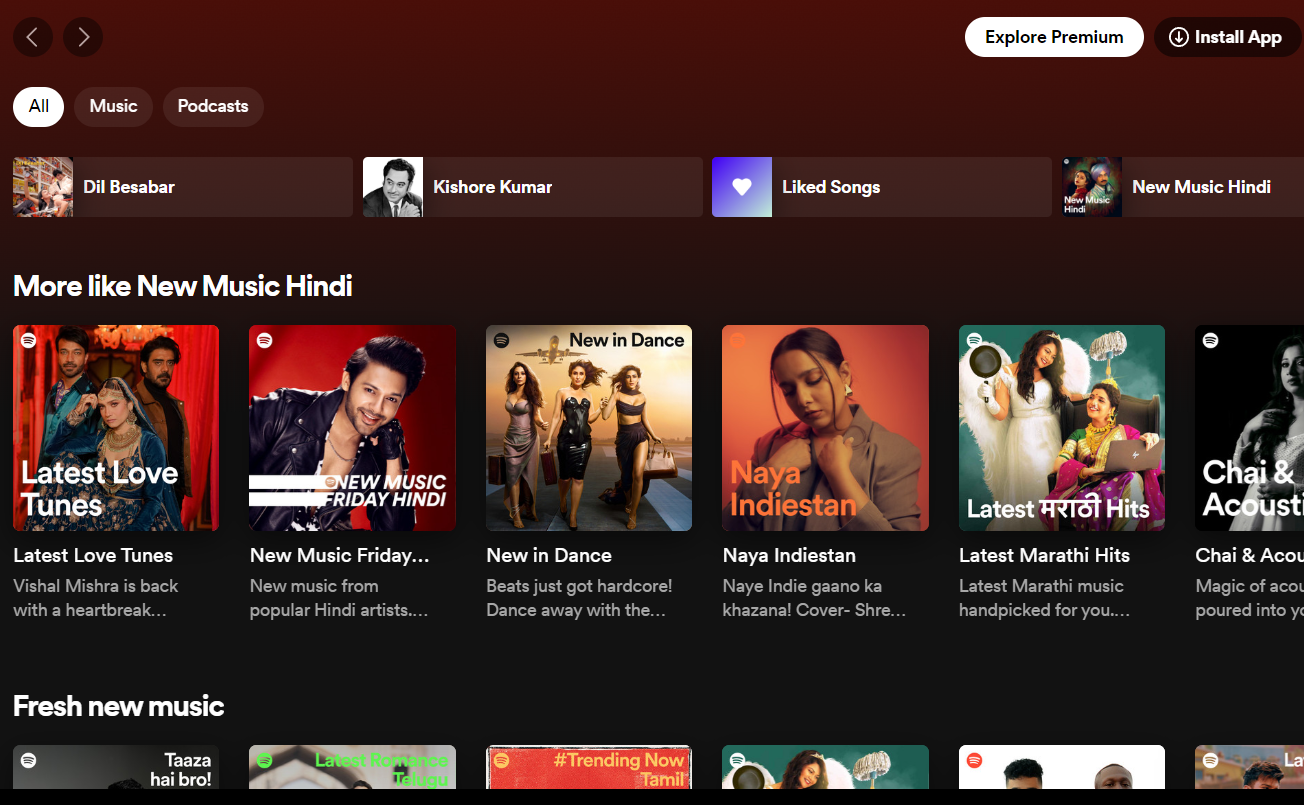 Explore Premium
Install App
All
Music
Podcasts
Dil Besabar
Kishore Kumar
Liked Songs
New Music
Hindi
New Music Hindi
More like New Music Hindi
Latest Love
Tunes
NEW MUSIC
FRIDAY HINDI
New in Dance
Naya
Indiestan
Latest मराठी Hits
Chai &
Acousti
Latest Love Tunes
New Music Friday...
New in Dance
Naya Indiestan
Latest Marathi Hits
Chai & Acou
Vishal Mishra is back
with a heartbreak...
New music from
popular Hindi artists....
Beats just got hardcore!
Dance away with the...
Naye Indie gaano ka
khazana! Cover- Shre...
Latest Marathi music
handpicked for you....
Magic of acou
poured into yo
Fresh new music
Taaza
hai bro!
Latest Romance
Telugu
#Trending Now
Tamil
La